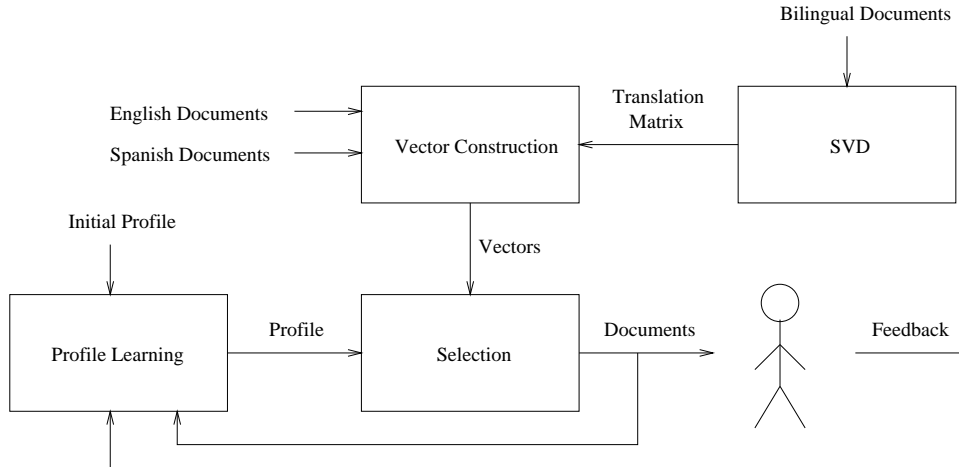 Bilingual Documents
English Documents
Spanish Documents
Vector Construction
Translation
Matrix
SVD
Initial Profile
Vectors
Profile Learning
Profile
Selection
Documents
Feedback